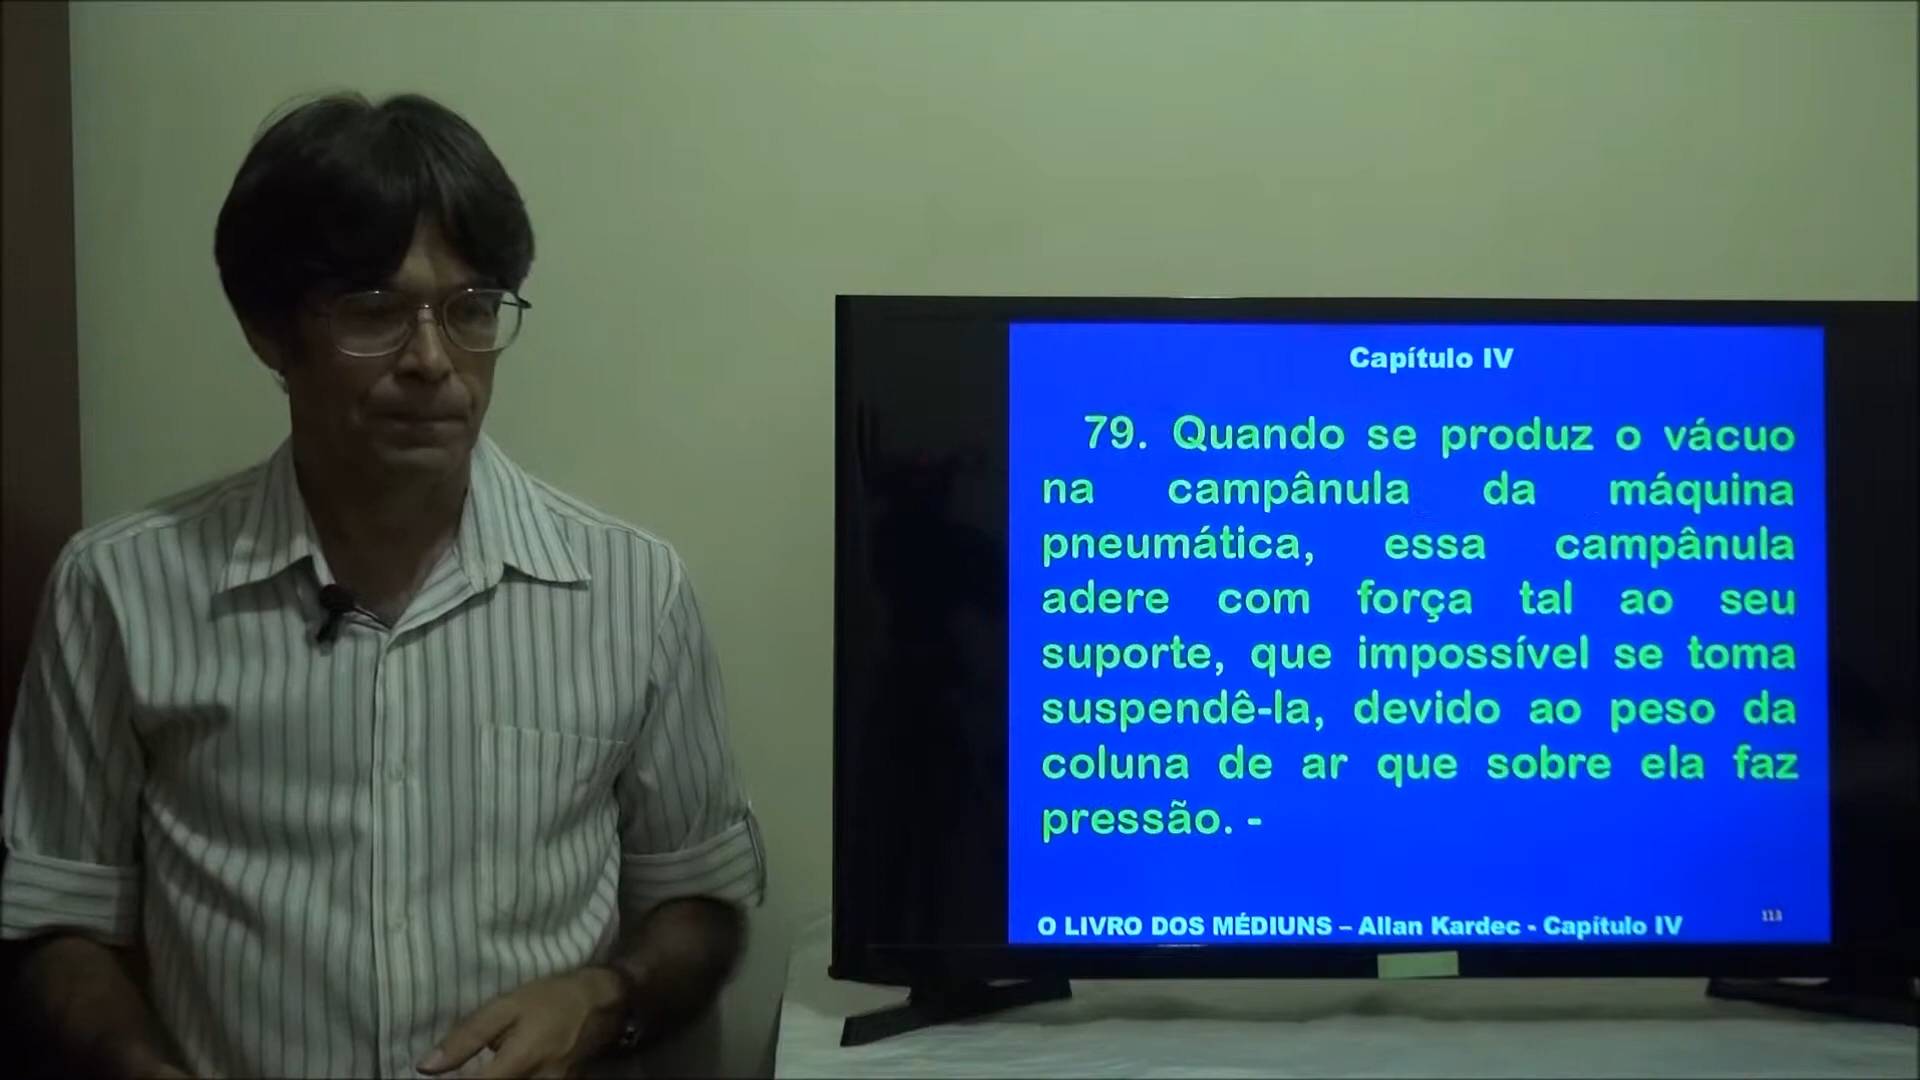 Capítulo IV
79. Quando se produz o vácuo
na campânula da máquina
pneumática, essa campânula
adere com força tal ao seu
suporte, que impossível se toma
suspendê-la, devido ao peso da
coluna de ar que sobre ela faz
pressão. -
O LIVRO DOS MÉDIUNS – Allan Kardec - Capítulo IV
113